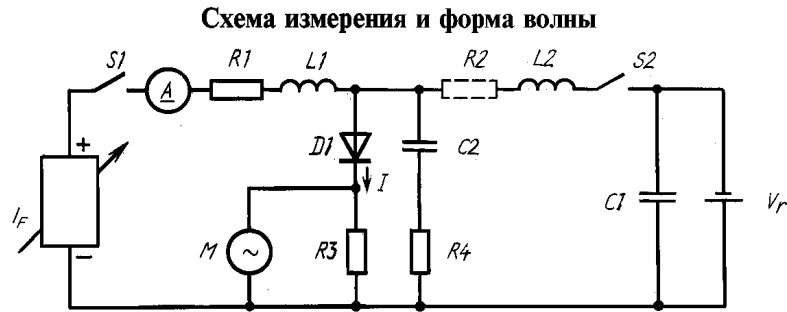 Схема измерения и форма волны
S1
A
R1
L1
R2
L2
S2
+
D1
C2
I
I_F
C1
V_r
M
~
R3
R4
−